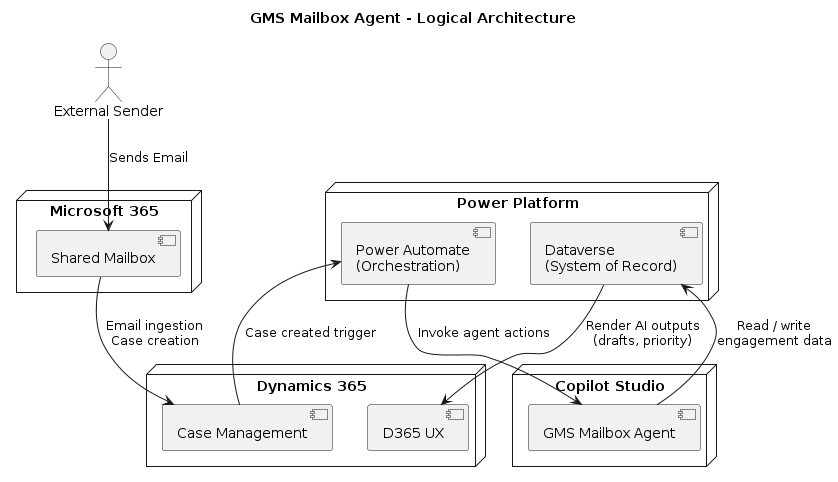 GMS Mailbox Agent - Logical Architecture
External Sender
Sends Email
Microsoft 365
Shared Mailbox
Power Platform
Power Automate
(Orchestration)
Dataverse
(System of Record)
Email ingestion
Case creation
Case created trigger
Invoke agent actions
Render AI outputs
(drafts, priority)
Read / write
engagement data
Dynamics 365
Case Management
D365 UX
Copilot Studio
GMS Mailbox Agent